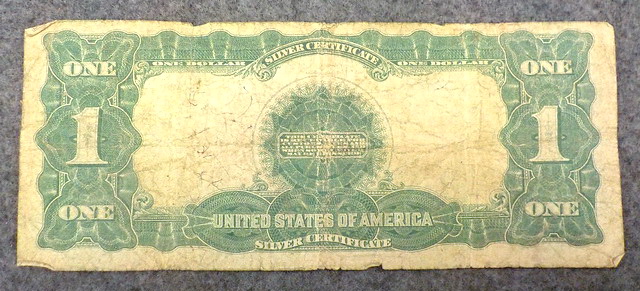 SILVER CERTIFICATE
ONE ONE DOLLAR ONE DOLLAR ONE
1 1
ONE ONE
UNITED STATES OF AMERICA
SILVER CERTIFICATE